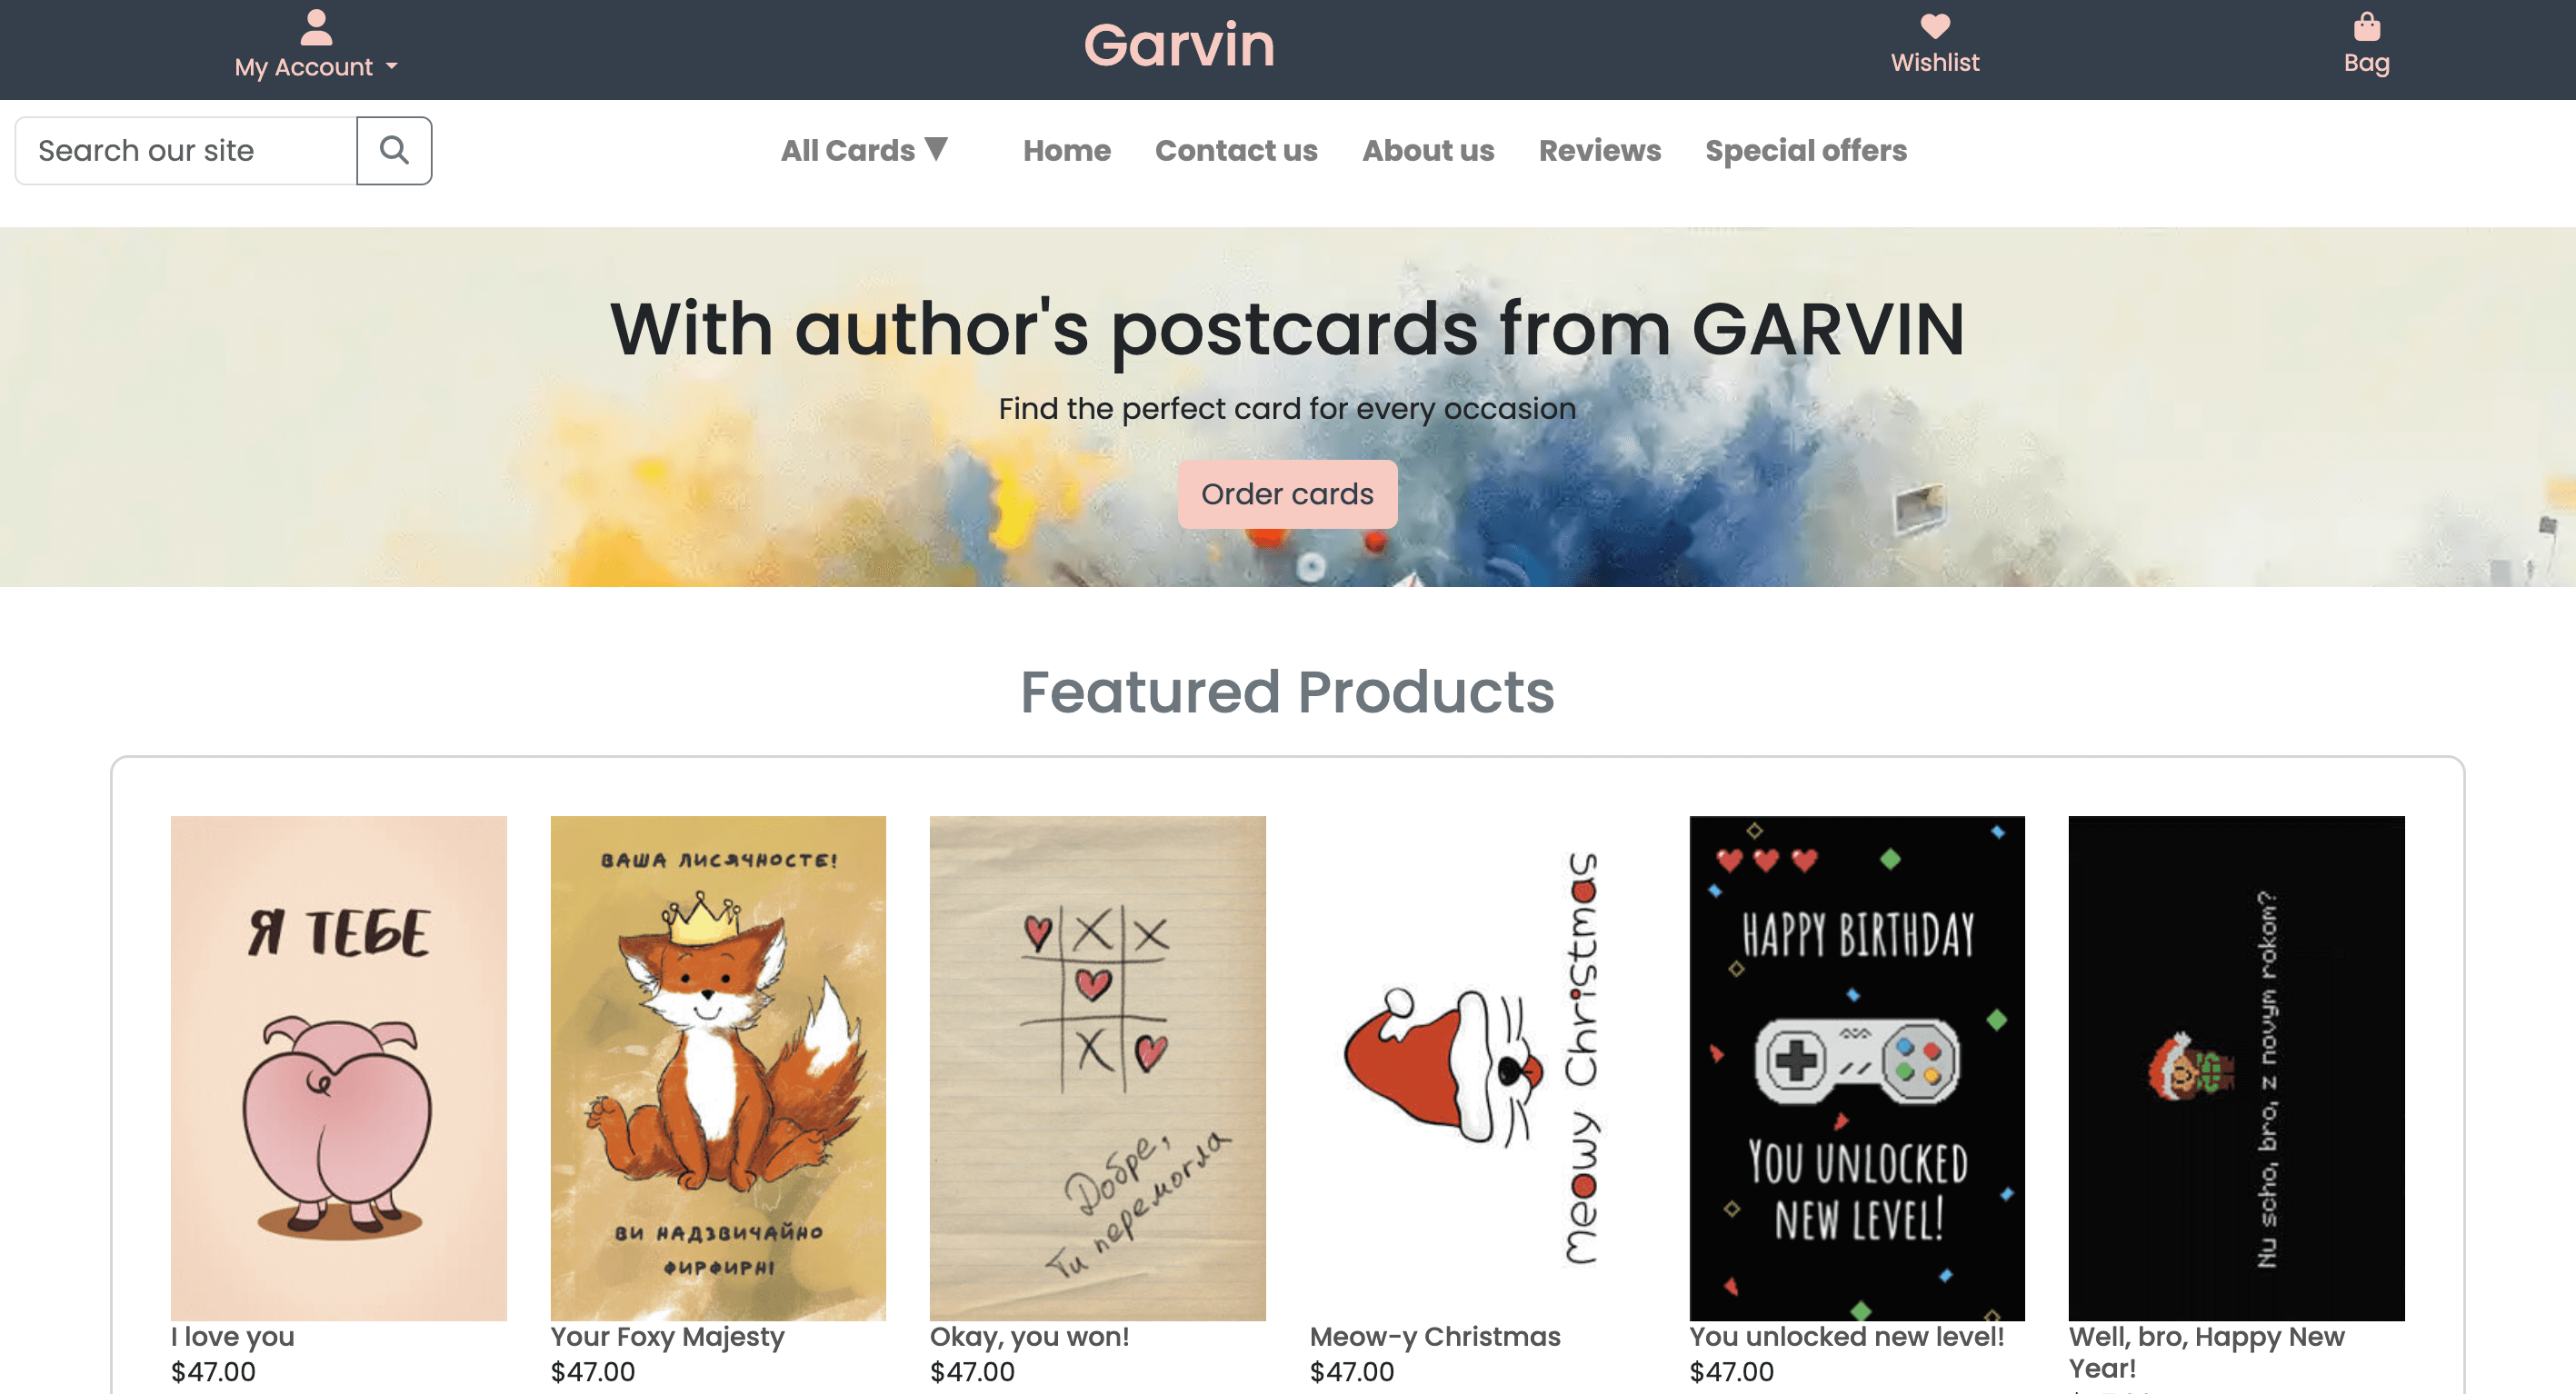 My Account
Garvin
Wishlist
Bag
Search our site
All Cards ▼
Home
Contact us
About us
Reviews
Special offers
With author's postcards from GARVIN
Find the perfect card for every occasion
Order cards
Featured Products
Я ТЕБЕ
I love you
$47.00
ВАША ЛИСЯЧНОСТЕ!
ВИ НАДЗВИЧАЙНО
ФИРФИРНІ
Your Foxy Majesty
$47.00
Добре,
Ти перемогла
Okay, you won!
$47.00
meowy Christmas
Meow-y Christmas
$47.00
HAPPY BIRTHDAY
YOU UNLOCKED
NEW LEVEL!
You unlocked new level!
$47.00
Nu scho, bro, z novym rokom?
Well, bro, Happy New
Year!